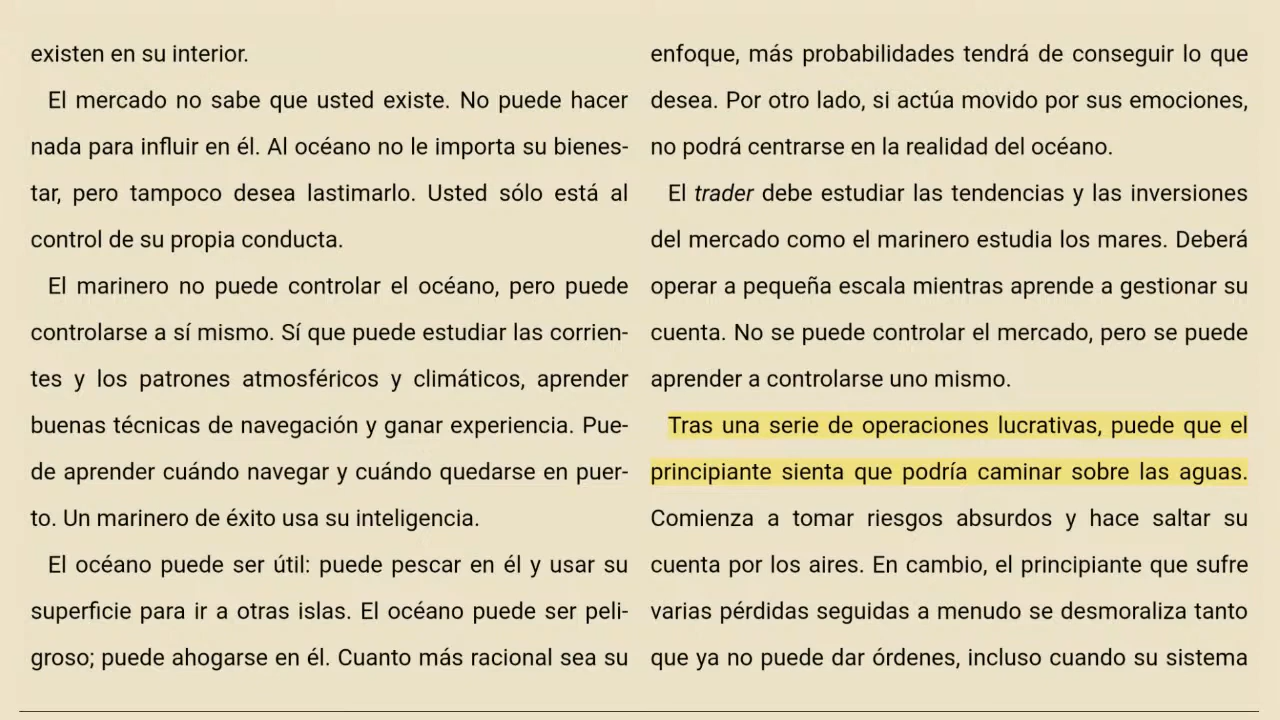 existen en su interior.
El mercado no sabe que usted existe. No puede hacer
nada para influir en él. Al océano no le importa su bienes-
tar, pero tampoco desea lastimarlo. Usted sólo está al
control de su propia conducta.
El marinero no puede controlar el océano, pero puede
controlarse a sí mismo. Sí que puede estudiar las corrien-
tes y los patrones atmosféricos y climáticos, aprender
buenas técnicas de navegación y ganar experiencia. Pue-
de aprender cuándo navegar y cuándo quedarse en puer-
to. Un marinero de éxito usa su inteligencia.
El océano puede ser útil: puede pescar en él y usar su
superficie para ir a otras islas. El océano puede ser peli-
groso; puede ahogarse en él. Cuanto más racional sea su
enfoque, más probabilidades tendrá de conseguir lo que
desea. Por otro lado, si actúa movido por sus emociones,
no podrá centrarse en la realidad del océano.
El trader debe estudiar las tendencias y las inversiones
del mercado como el marinero estudia los mares. Deberá
operar a pequeña escala mientras aprende a gestionar su
cuenta. No se puede controlar el mercado, pero se puede
aprender a controlarse uno mismo.
Tras una serie de operaciones lucrativas, puede que el
principiante sienta que podría caminar sobre las aguas.
Comienza a tomar riesgos absurdos y hace saltar su
cuenta por los aires. En cambio, el principiante que sufre
varias pérdidas seguidas a menudo se desmoraliza tanto
que ya no puede dar órdenes, incluso cuando su sistema